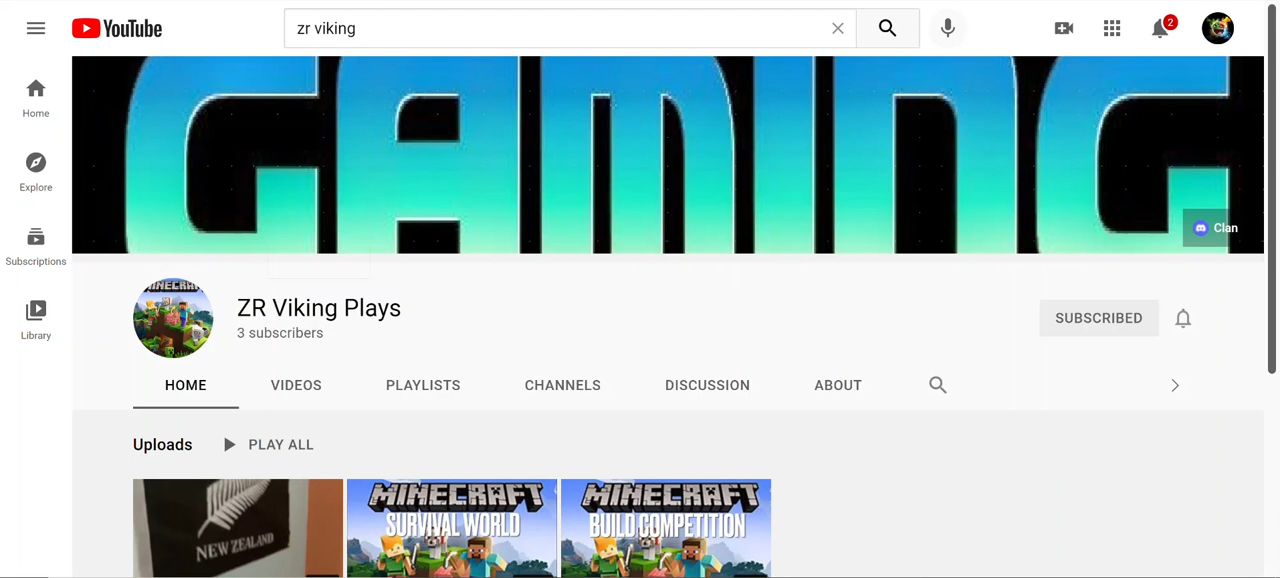 YouTube
zr viking
2
Home
Explore
Subscriptions
Library
GAMING
Clan
MINECRAFT
ZR Viking Plays
3 subscribers
SUBSCRIBED
HOME
VIDEOS
PLAYLISTS
CHANNELS
DISCUSSION
ABOUT
Uploads
PLAY ALL
NEW ZEALAND
MINECRAFT
SURVIVAL WORLD
MINECRAFT
BUILD COMPETITION